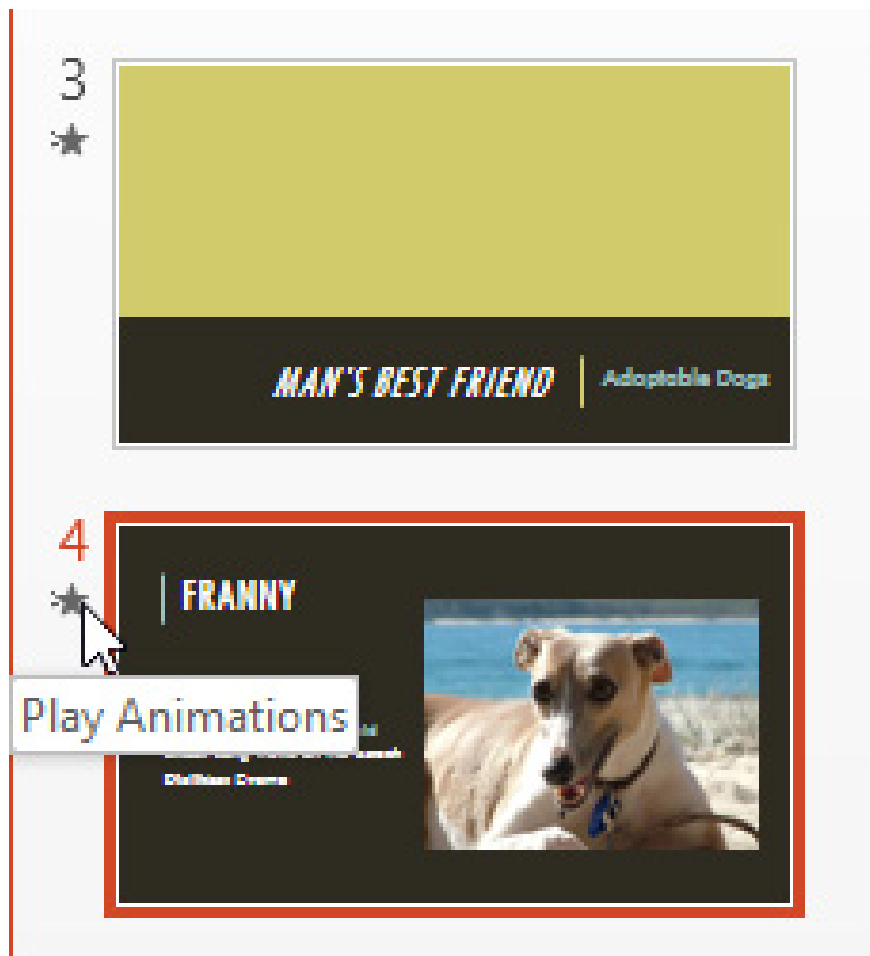 3
MAN'S BEST FRIEND
Adoptable Dogs
4
FRANNY
Play Animations